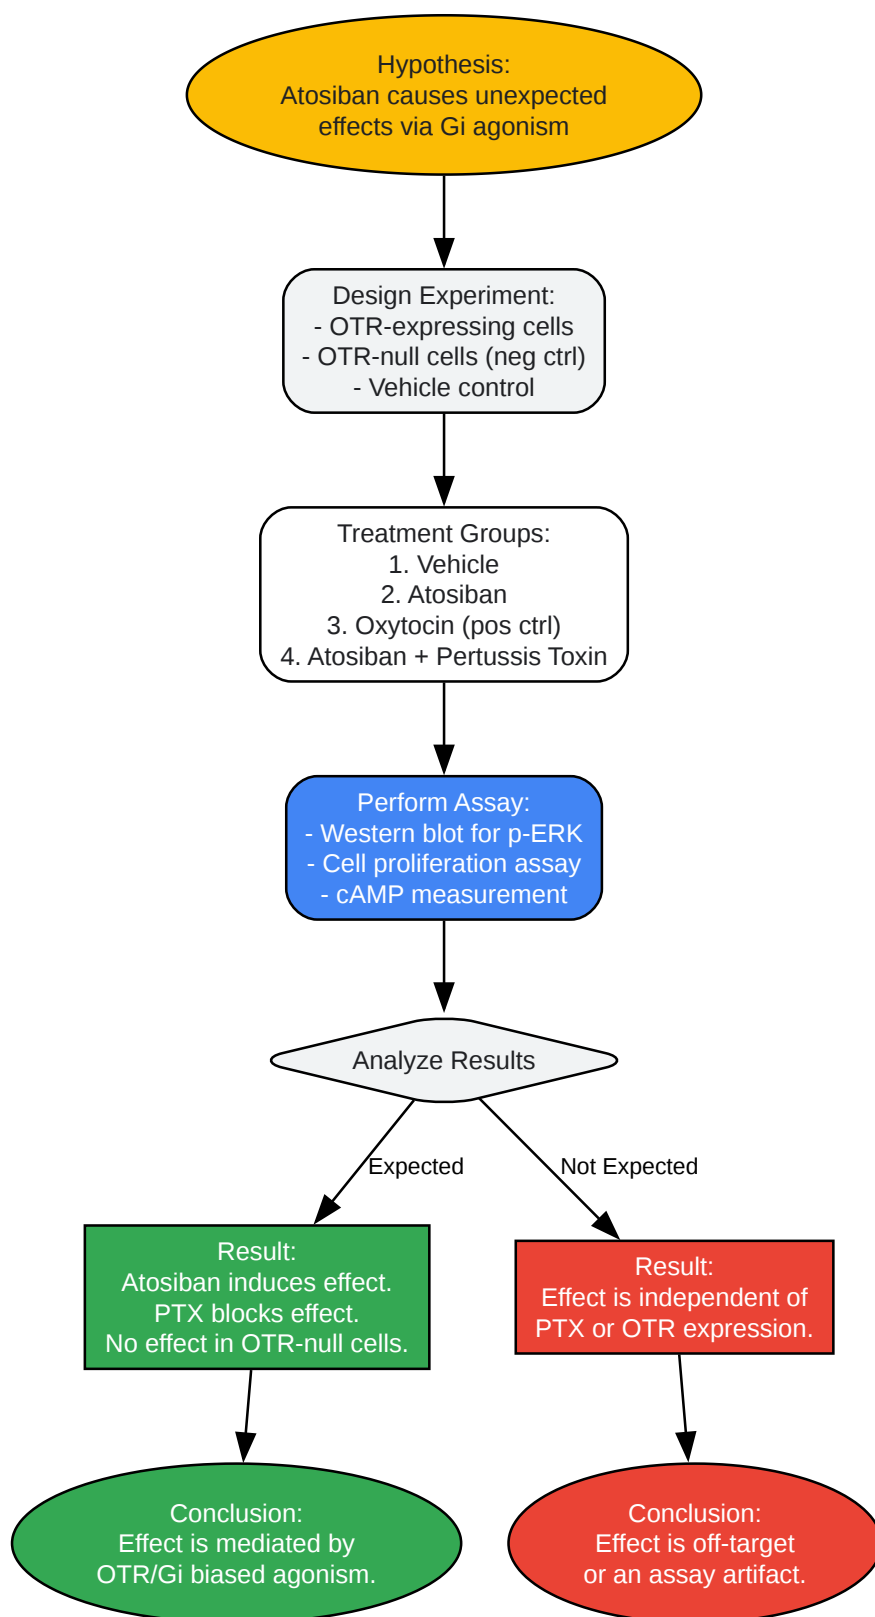 Hypothesis:
Atosiban causes unexpected
effects via Gi agonism
Design Experiment:
- OTR-expressing cells
- OTR-null cells (neg ctrl)
- Vehicle control
Treatment Groups:
1. Vehicle
2. Atosiban
3. Oxytocin (pos ctrl)
4. Atosiban + Pertussis Toxin
Perform Assay:
- Western blot for p-ERK
- Cell proliferation assay
- cAMP measurement
Analyze Results
Expected
Not Expected
Result:
Atosiban induces effect.
PTX blocks effect.
No effect in OTR-null cells.
Result:
Effect is independent of
PTX or OTR expression.
Conclusion:
Effect is mediated by
OTR/Gi biased agonism.
Conclusion:
Effect is off-target
or an assay artifact.